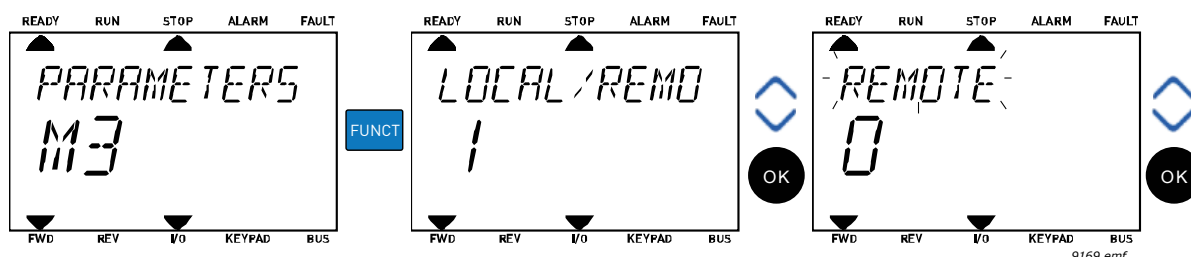 READY RUN STOP ALARM FAULT
PARAMETERS
M3
FWD REV I/O KEYPAD BUS
FUNCT
READY RUN STOP ALARM FAULT
LOCAL/REMO
1
FWD REV I/O KEYPAD BUS
OK
READY RUN STOP ALARM FAULT
REMOTE
0
FWD REV I/O KEYPAD BUS
OK
9169.emf